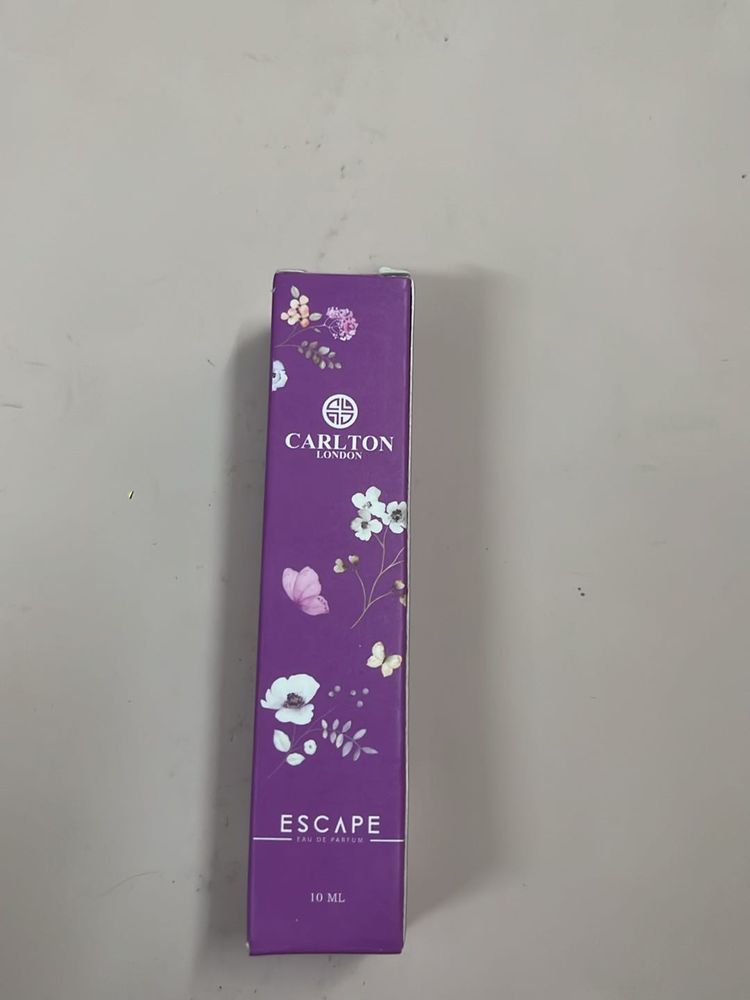 CARLTON
LONDON
ESCAPE
EAU DE PARFUM
10 ML